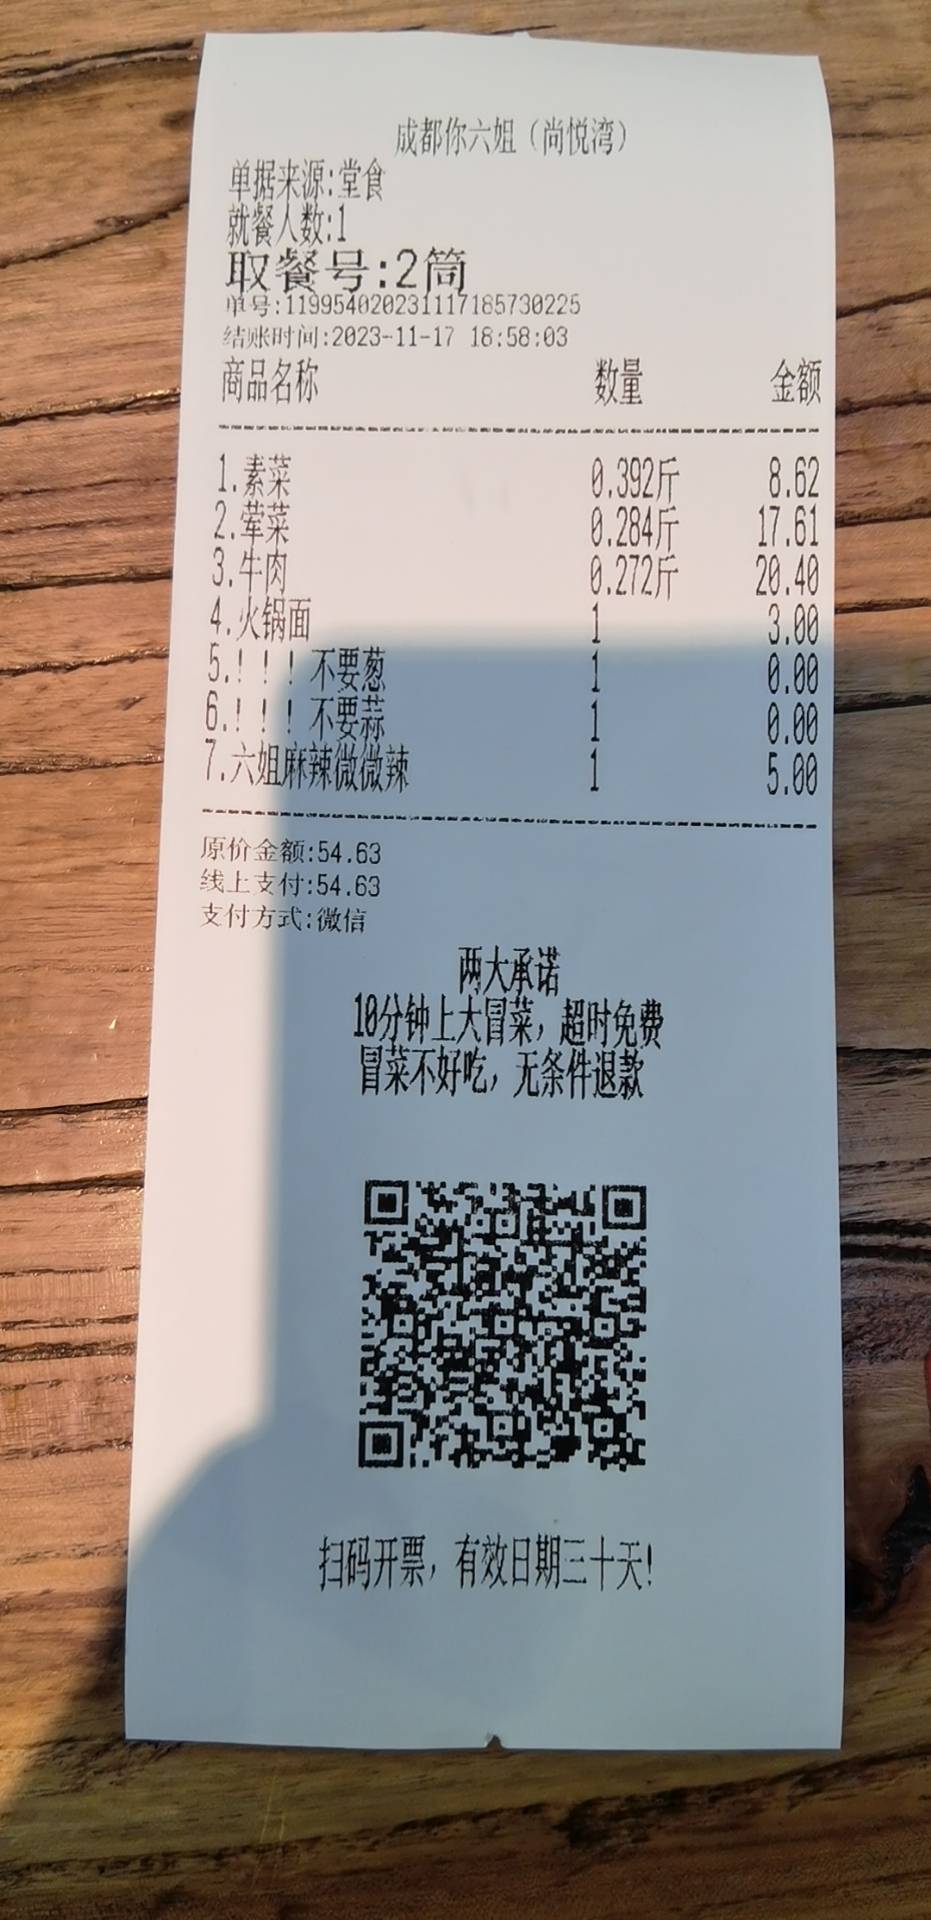 成都你六姐（尚悦湾）
单据来源:堂食
就餐人数:1
取餐号:2筒
单号:11995402023111718573022​5
结账时间:2023-11-17 18:58:03
商品名称 数量 金额
1.素菜 0.392斤 8.62
2.荤菜 0.284斤 17.61
3.牛肉 0.272斤 20.40
4.火锅面 1 3.00
5.！！！不要葱 1 0.00
6.！！！不要蒜 1 0.00
7.六姐麻辣微微辣 1 5.00
原价金额:54.63
线上支付:54.63
支付方式:微信
两大承诺
10分钟上大冒菜，超时免费
冒菜不好吃，无条件退款
扫码开票，有效日期三十天!